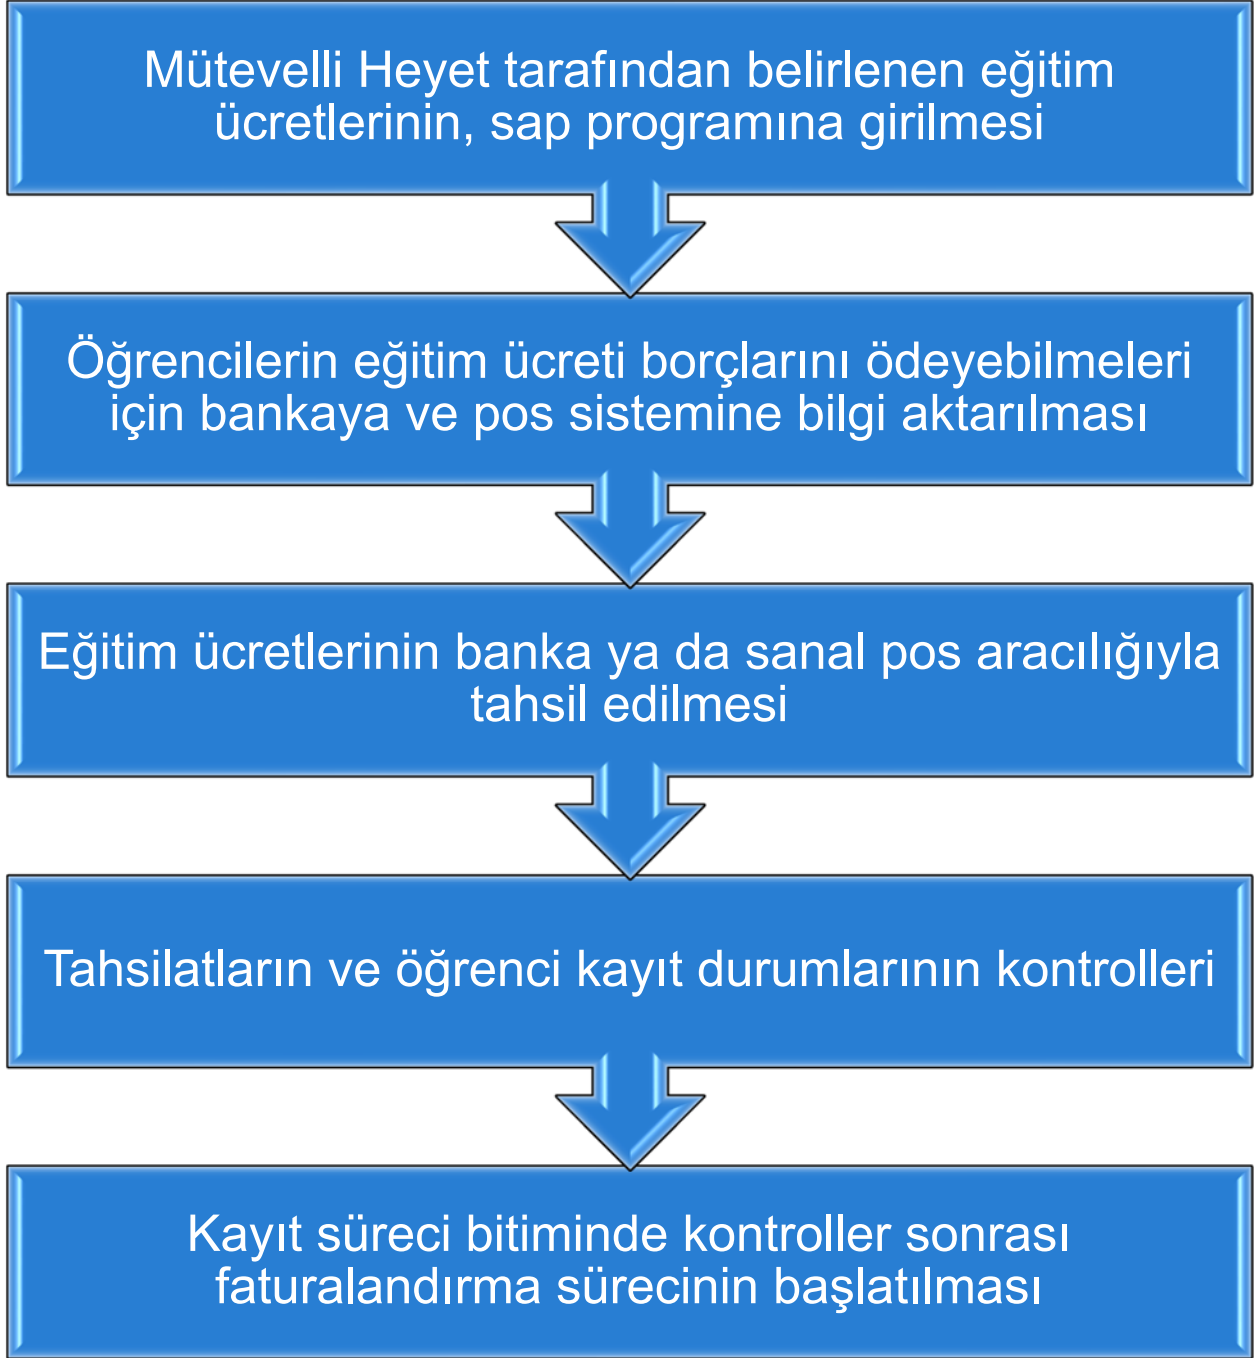 Mütevelli Heyet tarafından belirlenen eğitim
ücretlerinin, sap programına girilmesi
Öğrencilerin eğitim ücreti borçlarını ödeyebilmeleri
için bankaya ve pos sistemine bilgi aktarılması
Eğitim ücretlerinin banka ya da sanal pos aracılığıyla
tahsil edilmesi
Tahsilatların ve öğrenci kayıt durumlarının kontrolleri
Kayıt süreci bitiminde kontroller sonrası
faturalandırma sürecinin başlatılması